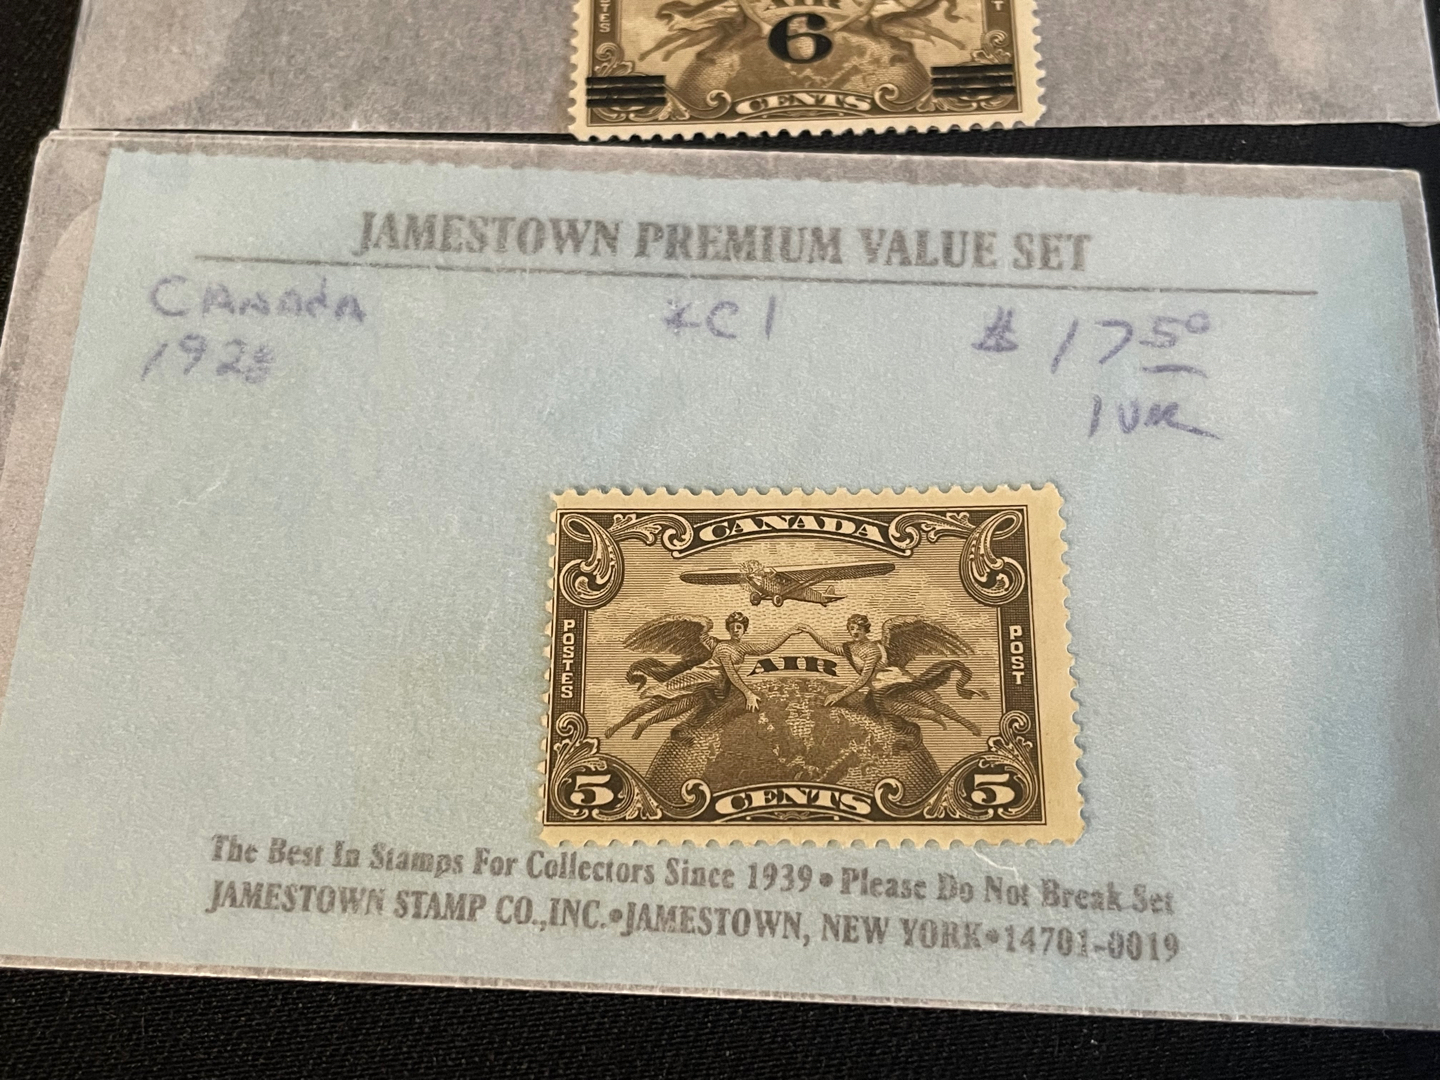 AIR
6
CENTS
JAMESTOWN PREMIUM VALUE SET
CANADA *C1 $17.50
1928
CANADA
POSTES AIR POST
5 CENTS 5
The Best In Stamps For Collectors Since 1939 • Please Do Not Break Set
JAMESTOWN STAMP CO., INC. • JAMESTOWN, NEW YORK • 14701-0019